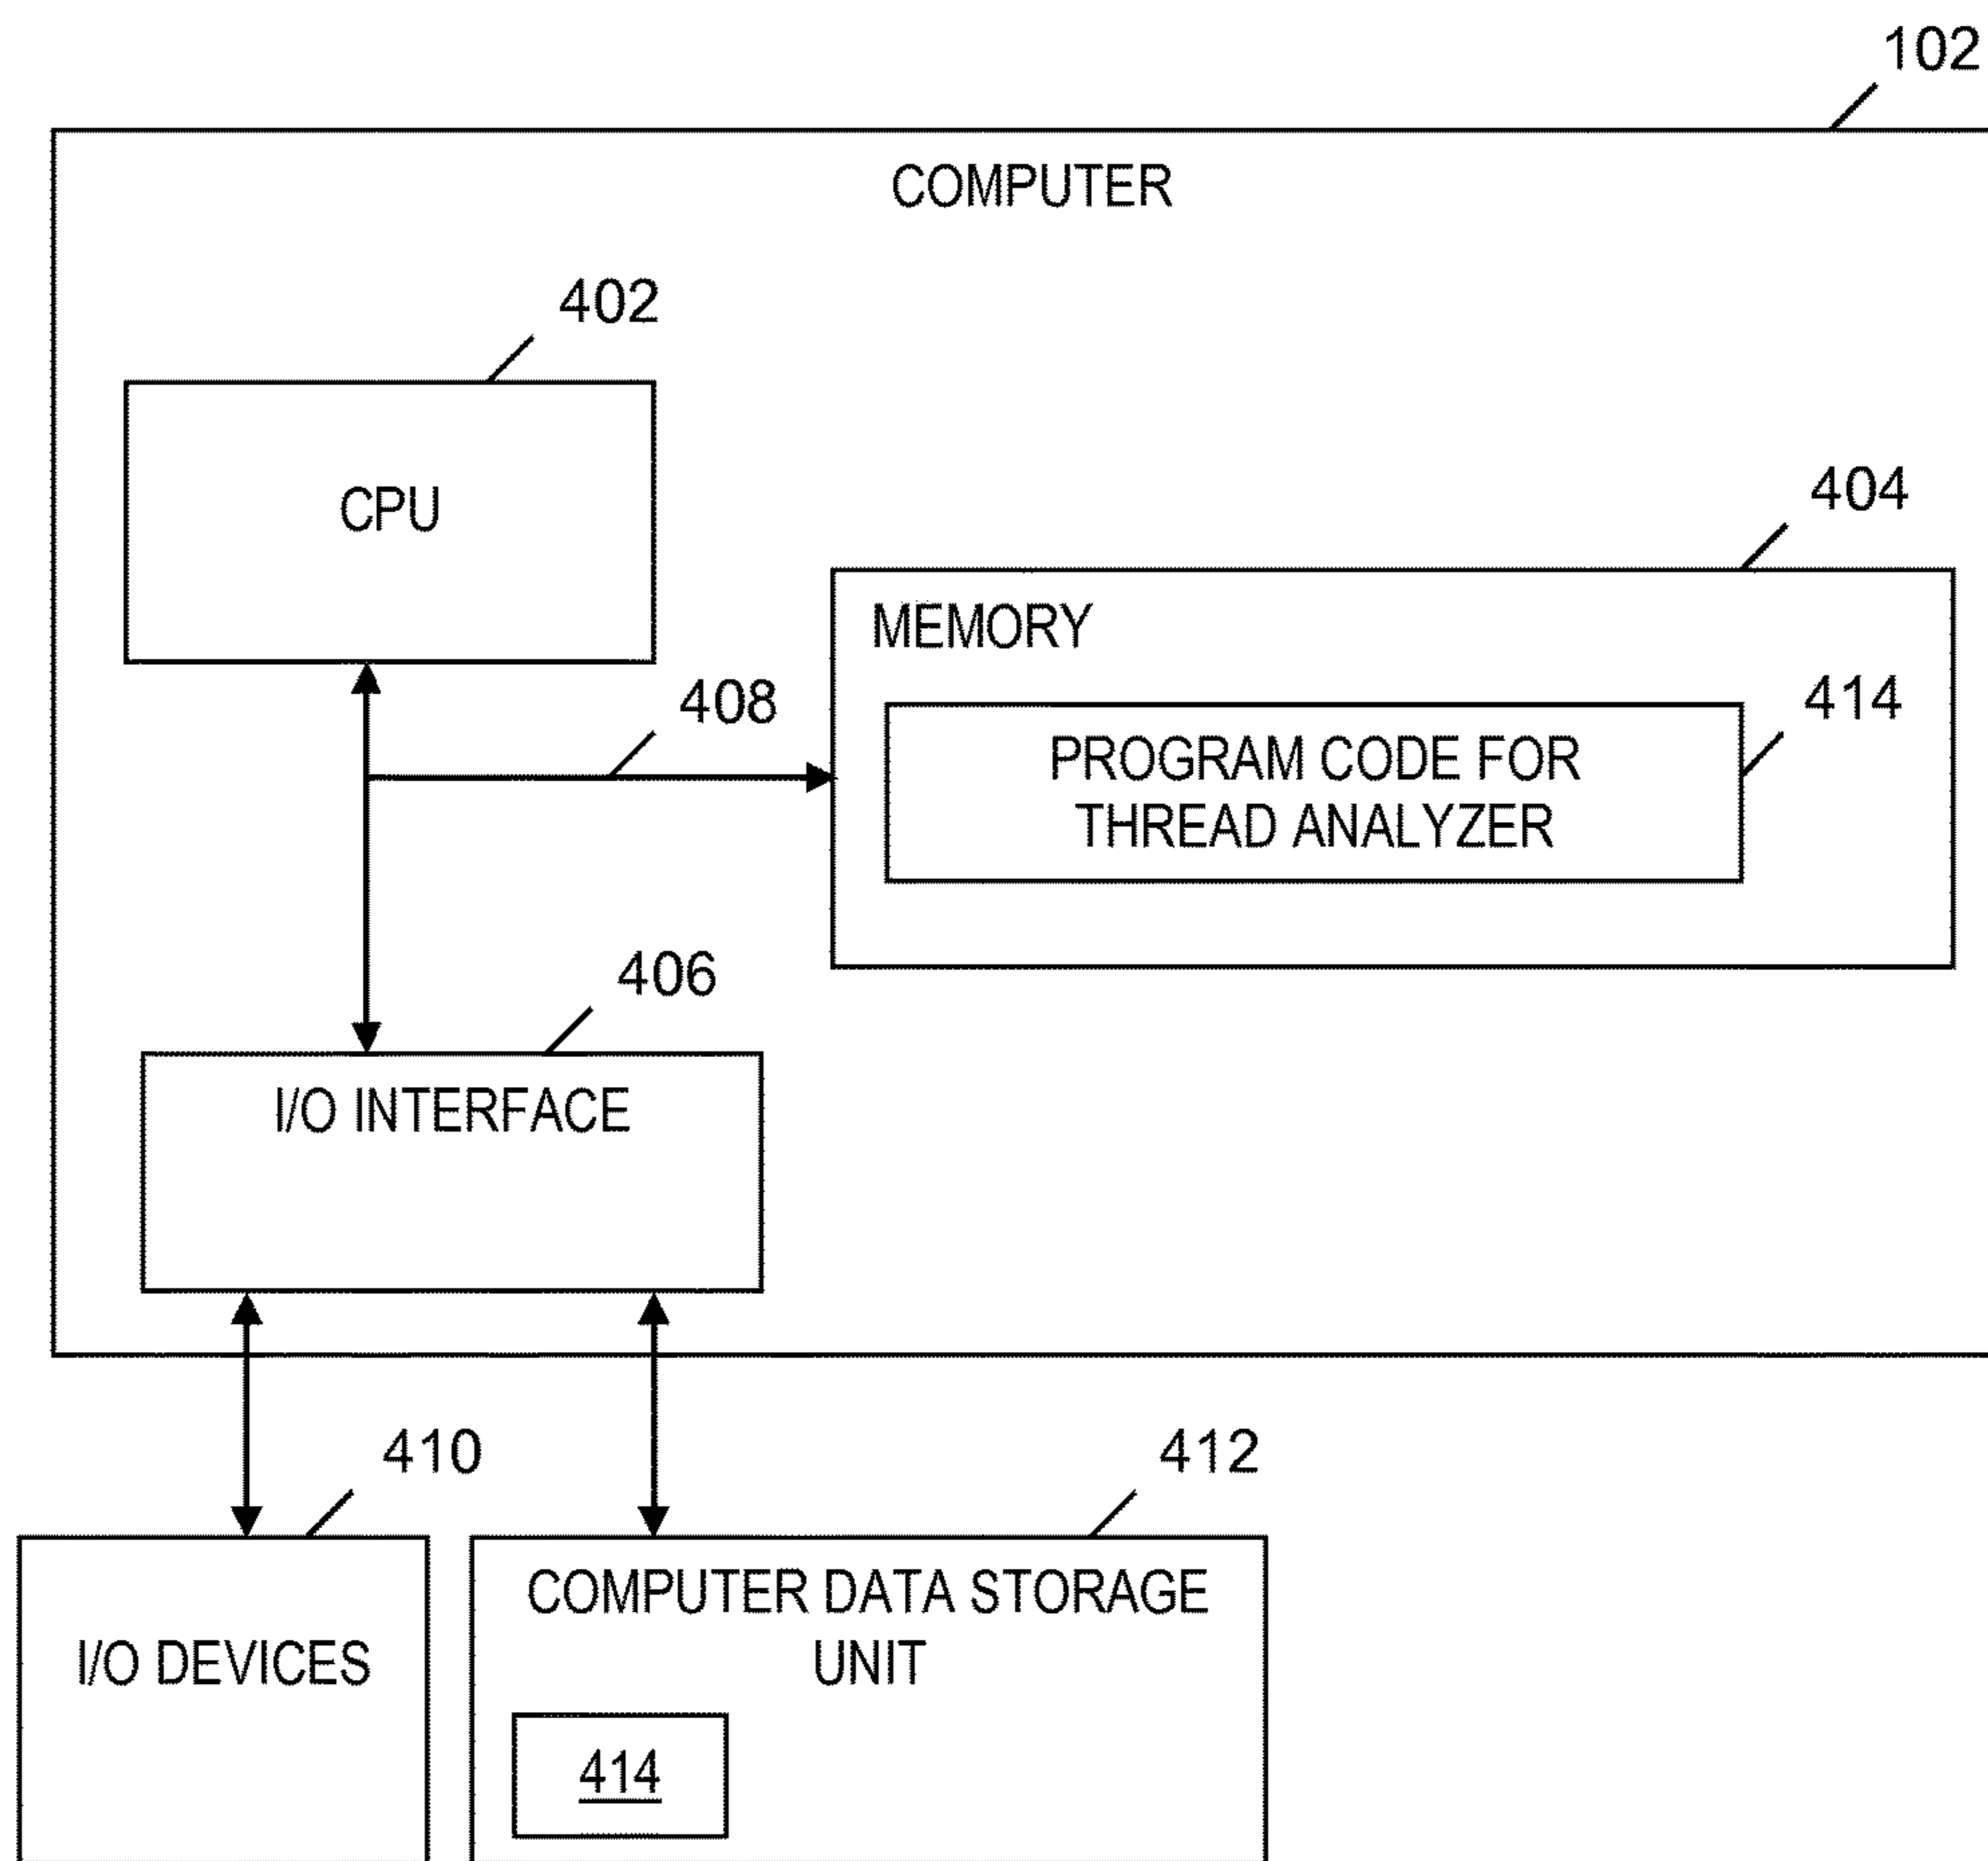 102
COMPUTER
402
CPU
404
MEMORY
408
414
PROGRAM CODE FOR
THREAD ANALYZER
406
I/O INTERFACE
410
412
I/O DEVICES
COMPUTER DATA STORAGE
UNIT
414